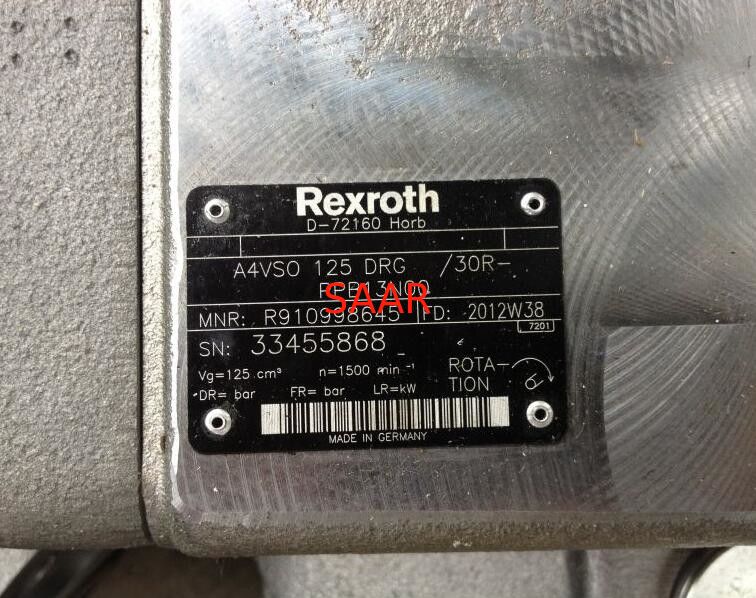 Rexroth
D-72160 Horb
A4VSO 125 DRG /30R-
PPB13N00
SAAR
MNR: R910998645 FD: 2012W38
7201
SN: 33455868
Vg=125 cm³ n=1500 min⁻¹ ROTA-
TION
DR= bar FR= bar LR=kW
MADE IN GERMANY